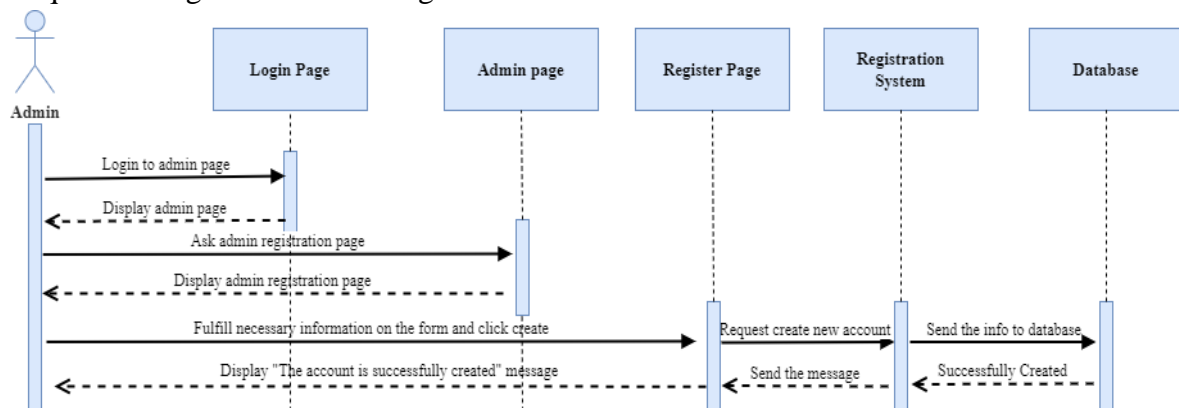 Login Page
Admin page
Register Page
Registration
System
Database
Admin
Login to admin page
Display admin page
Ask admin registration page
Display admin registration page
Fulfill necessary information on the form and click create
Request create new account
Send the info to database
Display "The account is successfully created" message
Send the message
Successfully Created